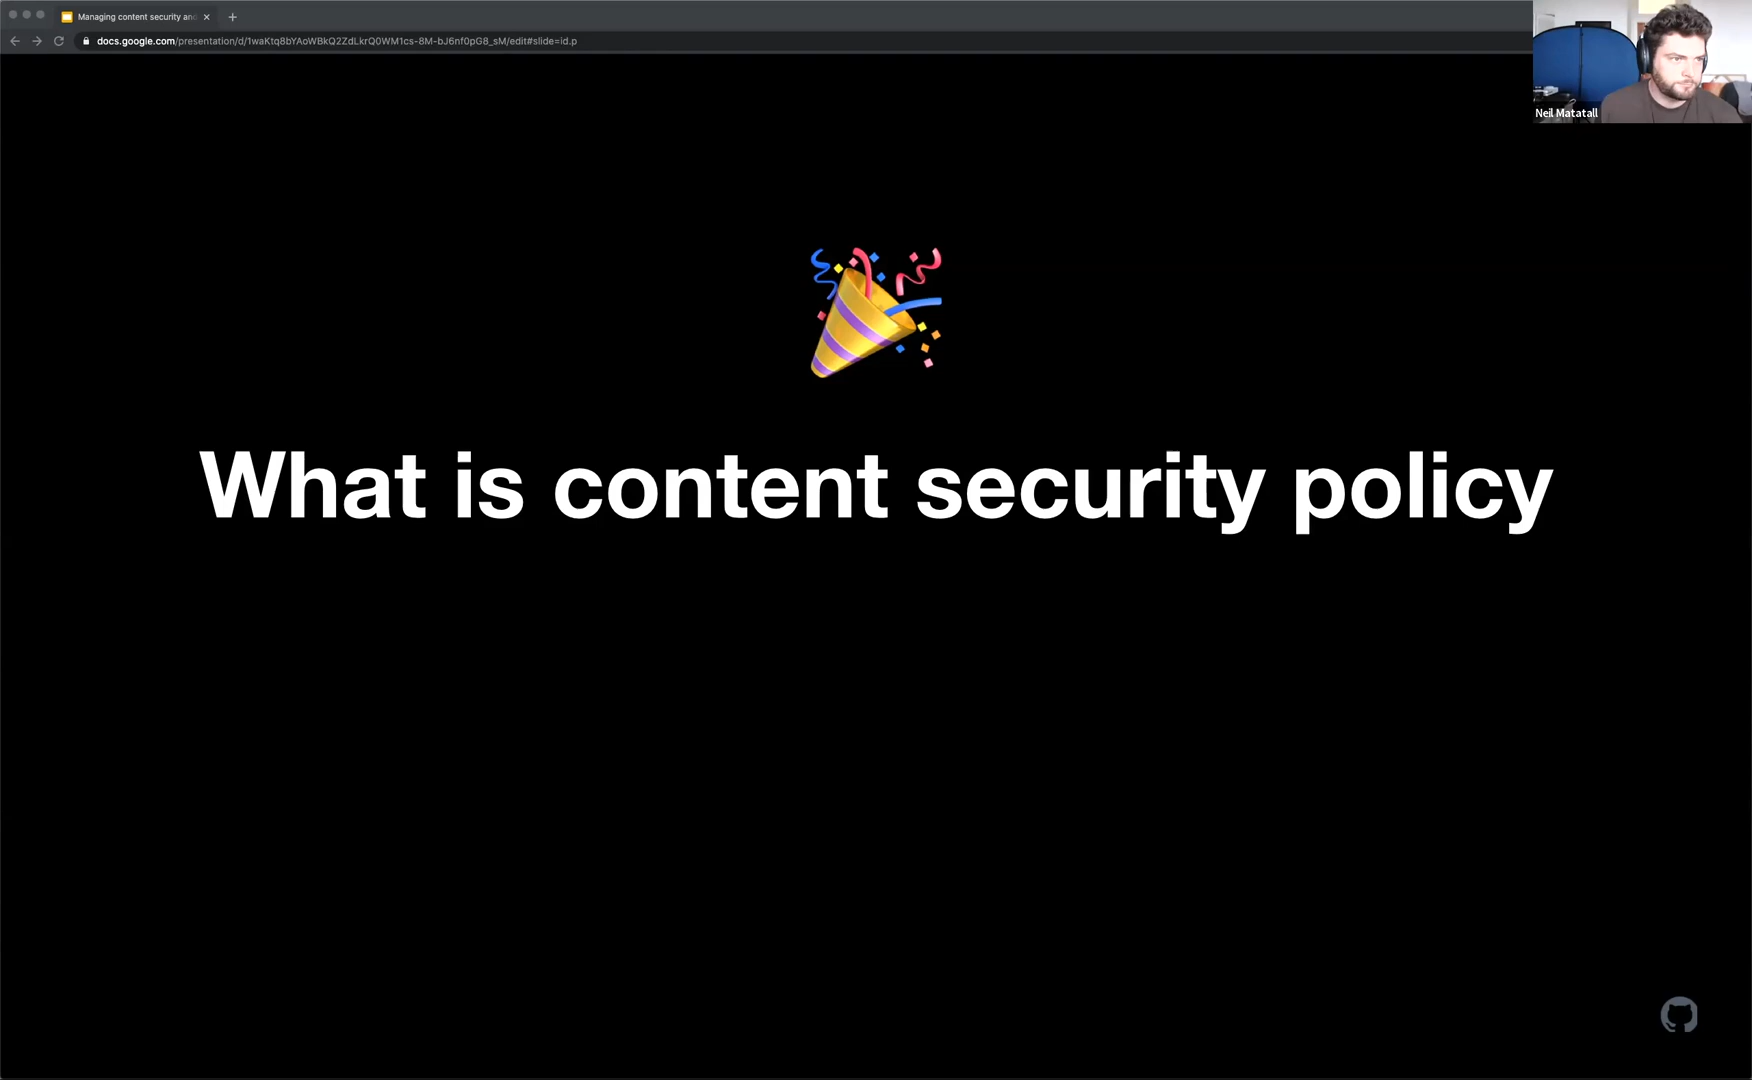 Managing content security an
docs.google.com/presentation/d/1waKtq8bYAoWBkQ2ZdLkrQ0WM1cs-8M-bJ6nf0pG8_sM/edit#slide=id.p
Neil Matatall
What is content security policy